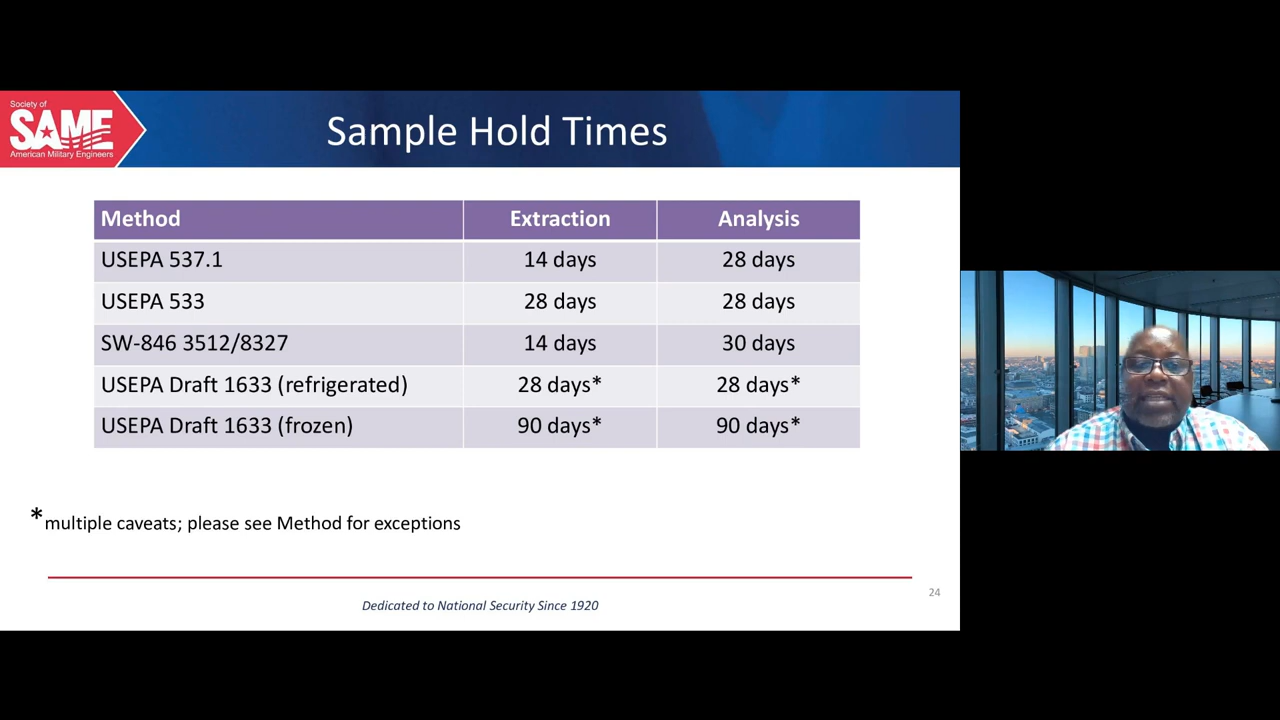 Society of
SAME
American Military Engineers
Sample Hold Times
Method Extraction Analysis
USEPA 537.1 14 days 28 days
USEPA 533 28 days 28 days
SW-846 3512/8327 14 days 30 days
USEPA Draft 1633 (refrigerated) 28 days* 28 days*
USEPA Draft 1633 (frozen) 90 days* 90 days*
*multiple caveats; please see Method for exceptions
24
Dedicated to National Security Since 1920